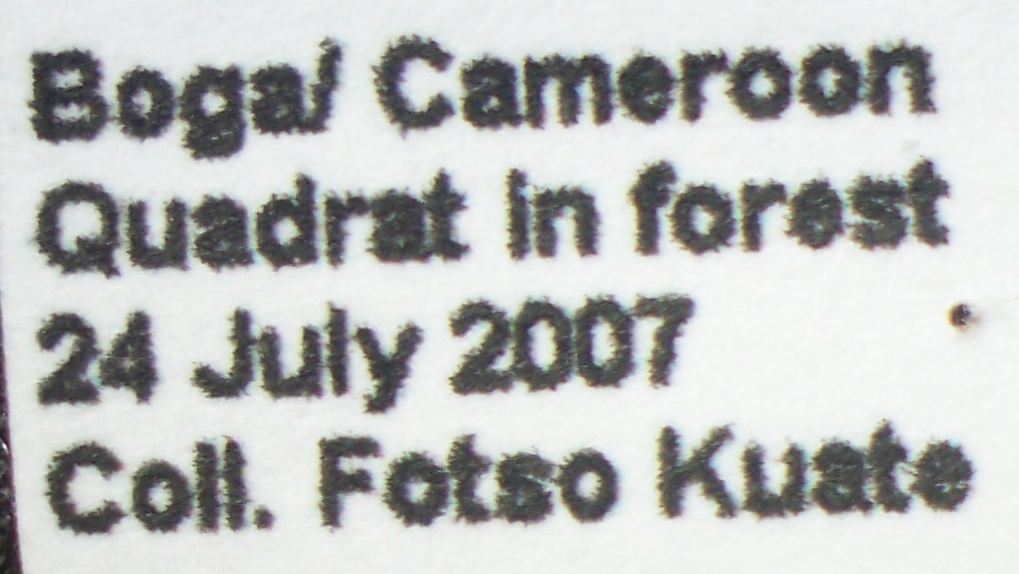 Boga/ Cameroon
Quadrat in forest
24 July 2007
Coll. Fotso Kuate